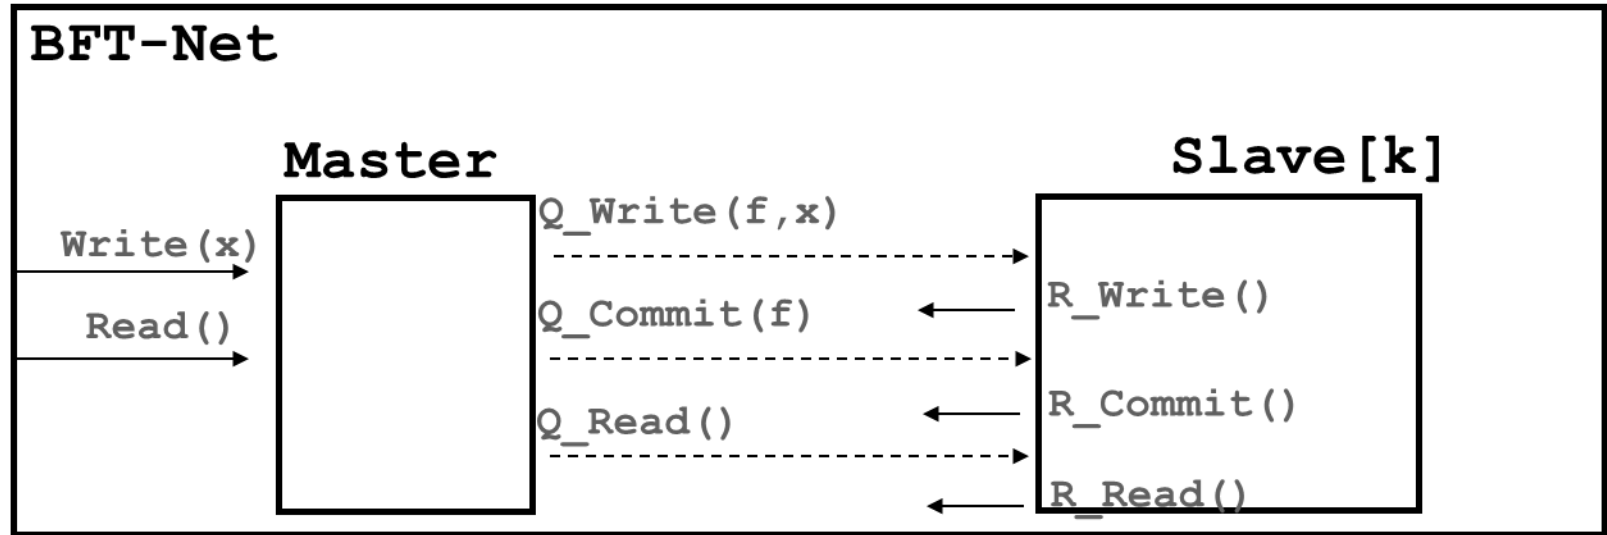 BFT-Net
Master
Slave[k]
Write(x)
Read()
Q_Write(f,x)
R_Write()
Q_Commit(f)
R_Commit()
Q_Read()
R_Read()